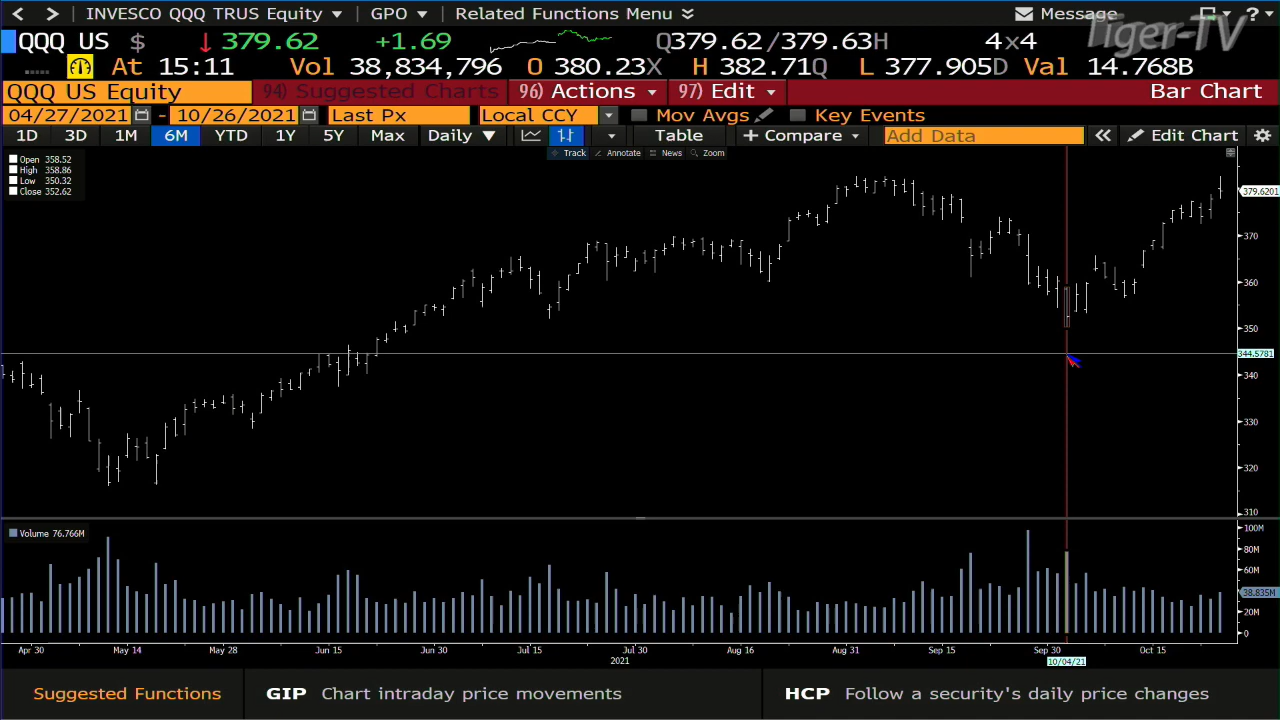 INVESCO QQQ TRUS Equity GPO Related Functions Menu Message ?
Tiger-TV
QQQ US $ 379.62 +1.69 Q379.62/379.63H 4x4
At 15:11 Vol 38,834,796 O 380.23X H 382.71Q L 377.905D Val 14.768B
QQQ US Equity 94) Suggested Charts 96) Actions 97) Edit Bar Chart
04/27/2021 - 10/26/2021 Last Px Local CCY Mov Avgs Key Events
1D 3D 1M 6M YTD 1Y 5Y Max Daily Table + Compare Add Data Edit Chart
Track Annotate News Zoom
Open 358.52
High 358.86
Low 350.32
Close 352.62
379.6201
370
360
350
344.5781
340
330
320
310
Volume 76.766M
100M
80M
60M
38.835M
20M
0
Apr 30 May 14 May 28 Jun 15 Jun 30 Jul 15 Jul 30 Aug 16 Aug 31 Sep 15 Sep 30 Oct 15
2021 10/04/21
Suggested Functions GIP Chart intraday price movements HCP Follow a security's daily price changes